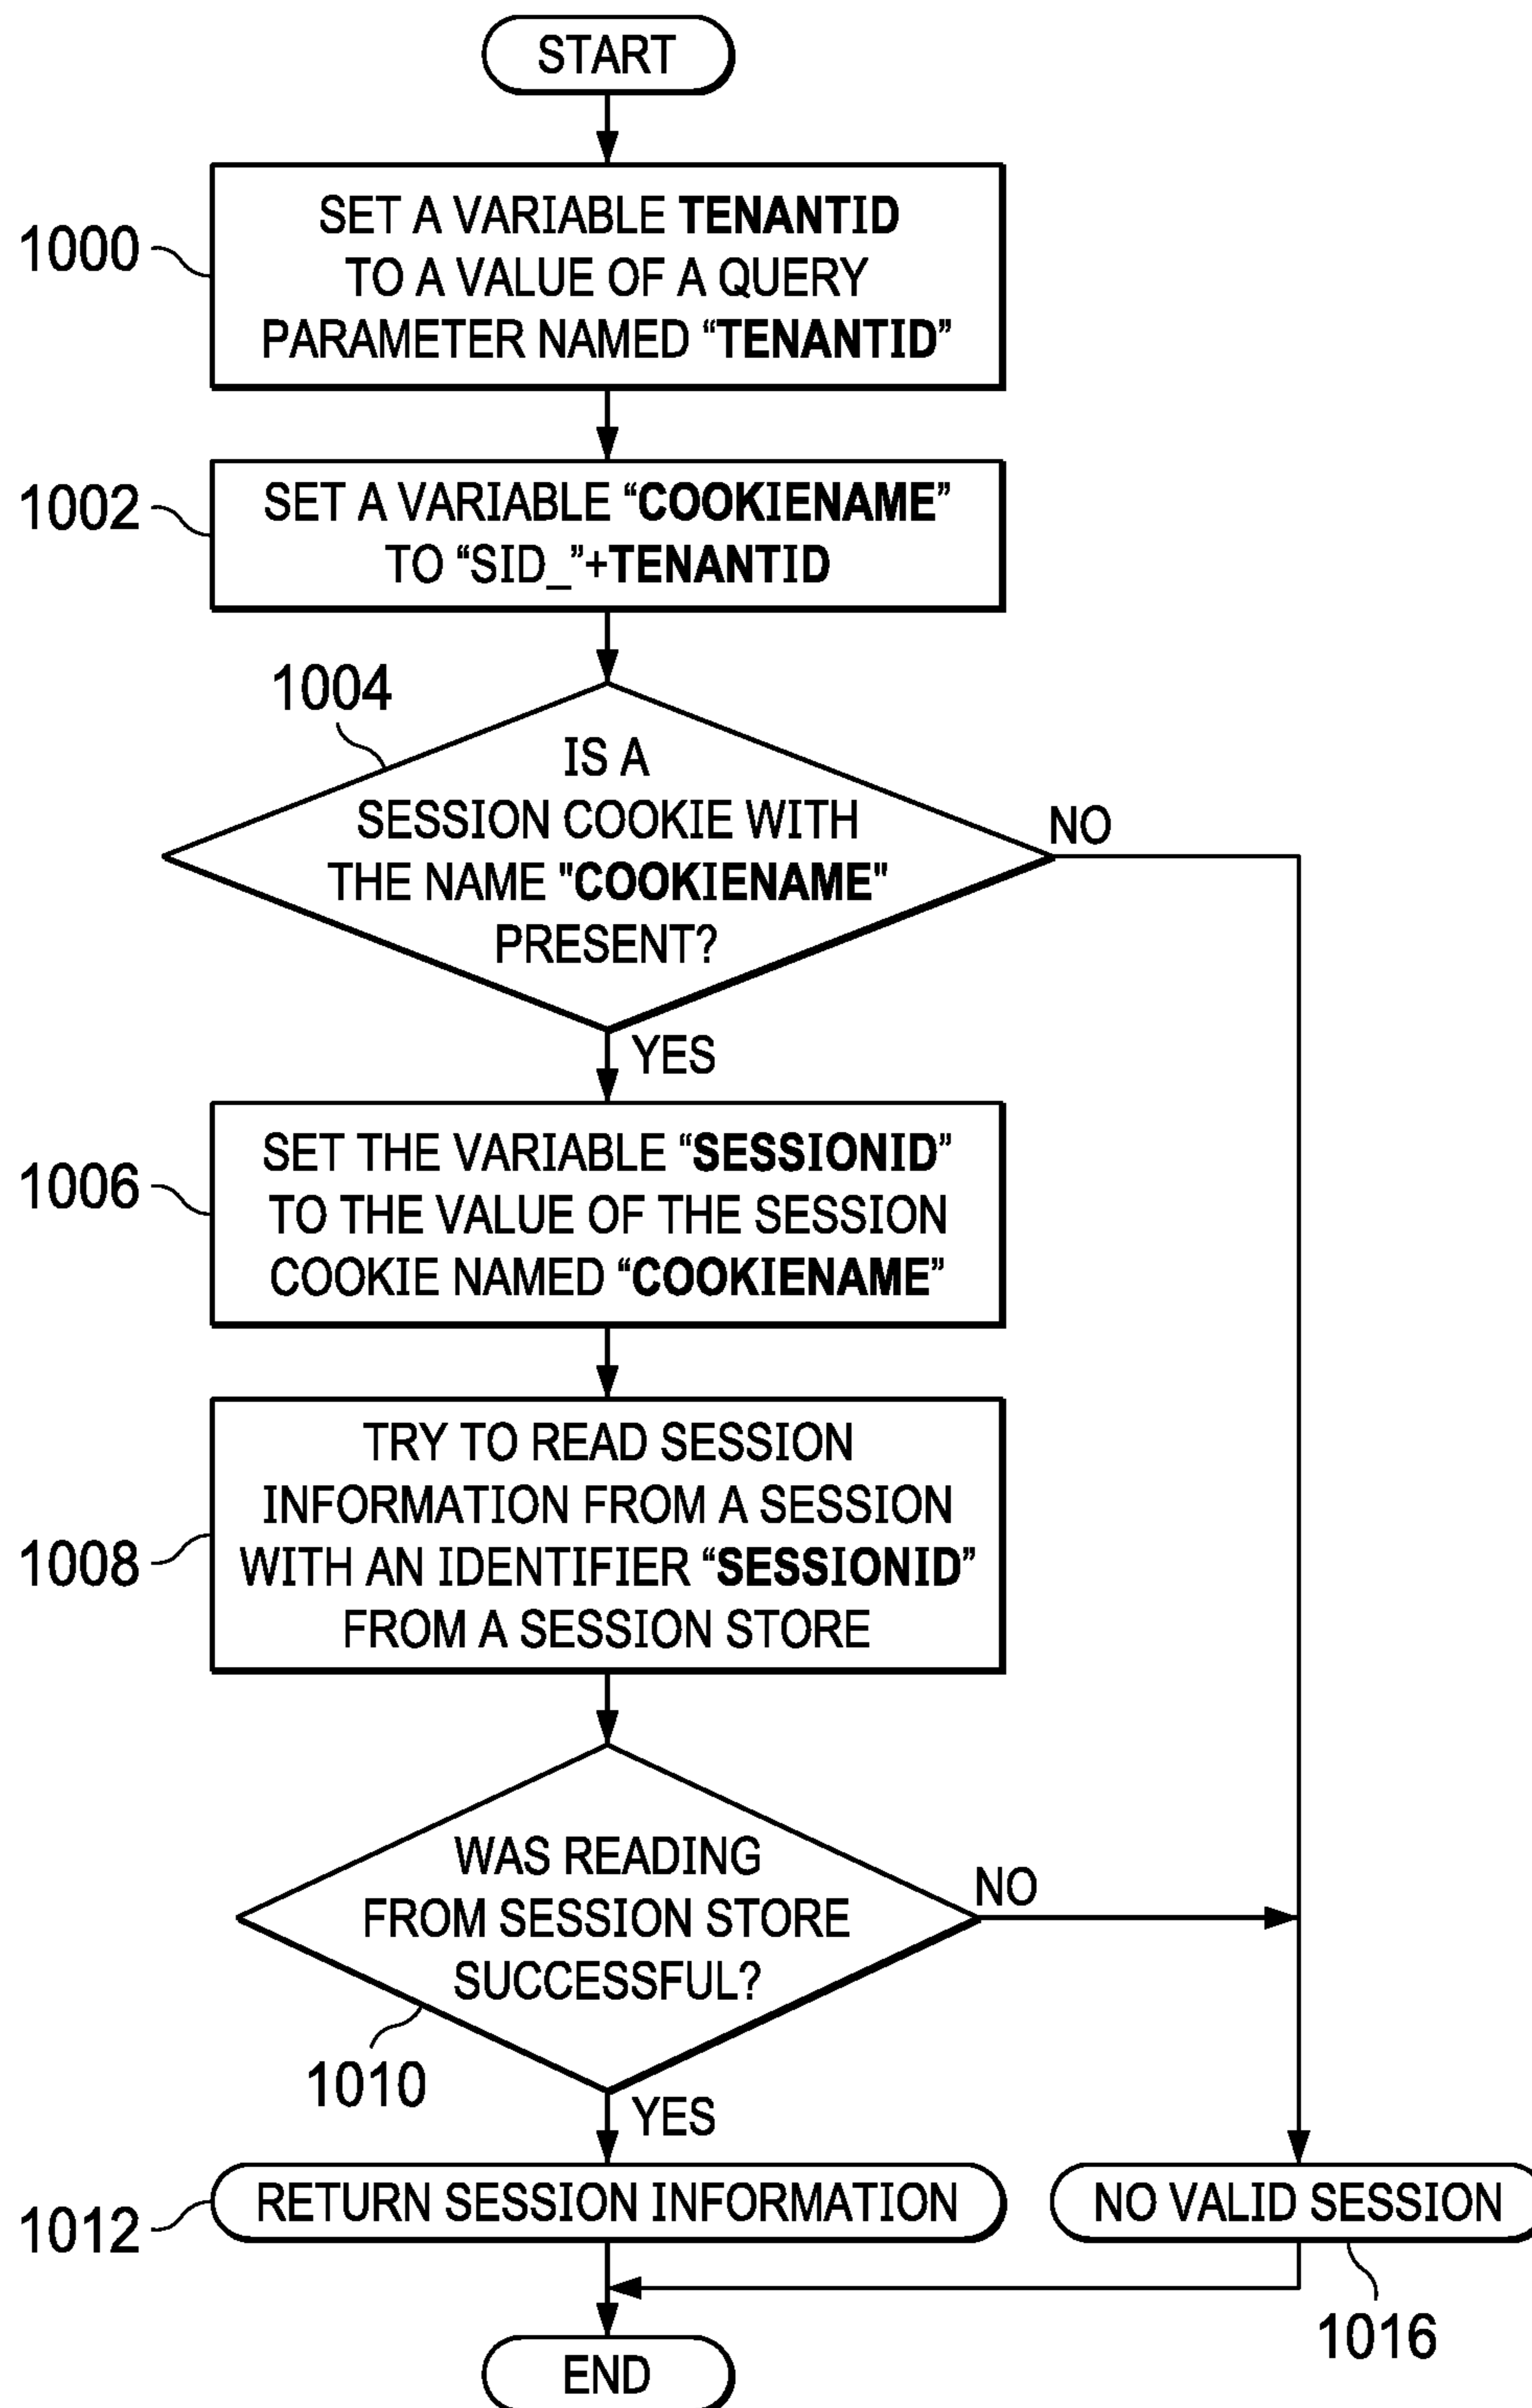 START
1000
SET A VARIABLE TENANTID
TO A VALUE OF A QUERY
PARAMETER NAMED “TENANTID”
1002
SET A VARIABLE “COOKIENAME”
TO “SID_”+TENANTID
1004
IS A
SESSION COOKIE WITH
THE NAME "COOKIENAME"
PRESENT?
NO
YES
1006
SET THE VARIABLE “SESSIONID”
TO THE VALUE OF THE SESSION
COOKIE NAMED “COOKIENAME”
1008
TRY TO READ SESSION
INFORMATION FROM A SESSION
WITH AN IDENTIFIER “SESSIONID”
FROM A SESSION STORE
WAS READING
FROM SESSION STORE
SUCCESSFUL?
NO
1010
YES
1012
RETURN SESSION INFORMATION
NO VALID SESSION
1016
END